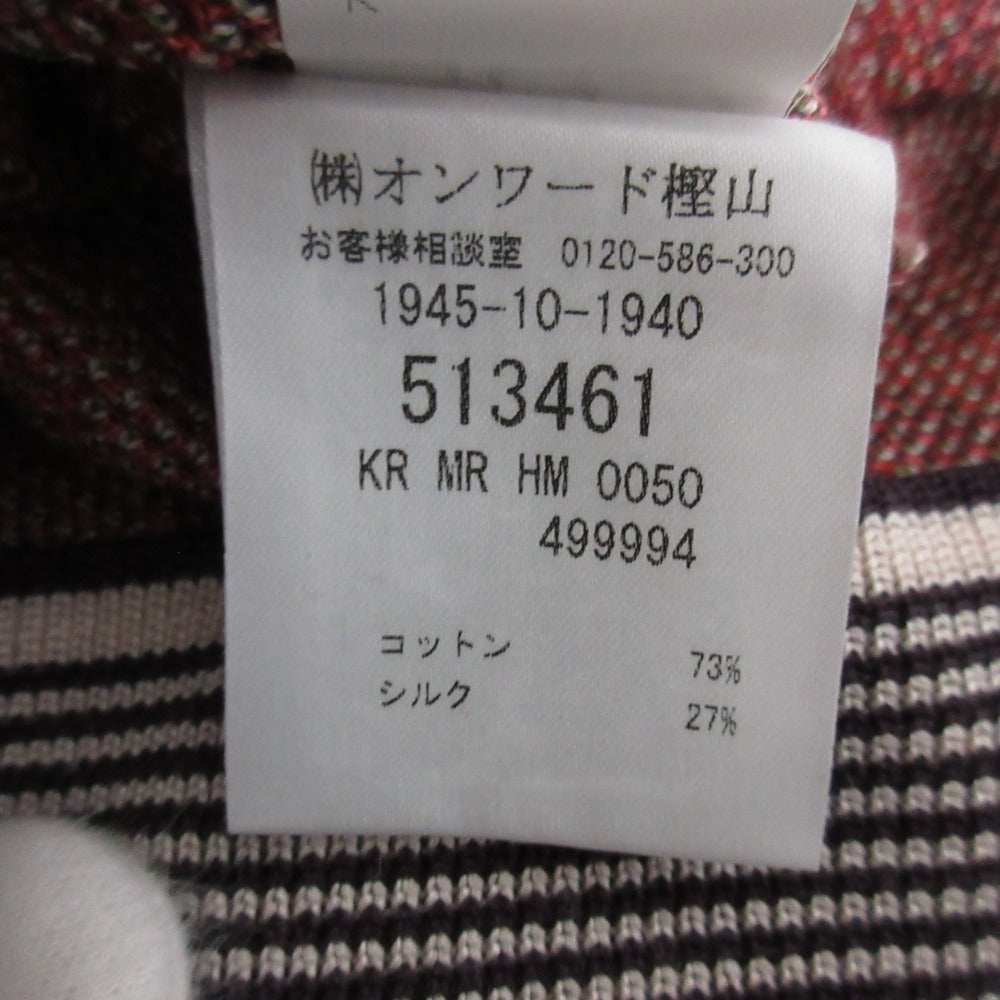 ㈱オンワード樫山
お客様相談室 0120-586-300
1945-10-1940
513461
KR MR HM 0050
499994
コットン 73%
シルク 27%